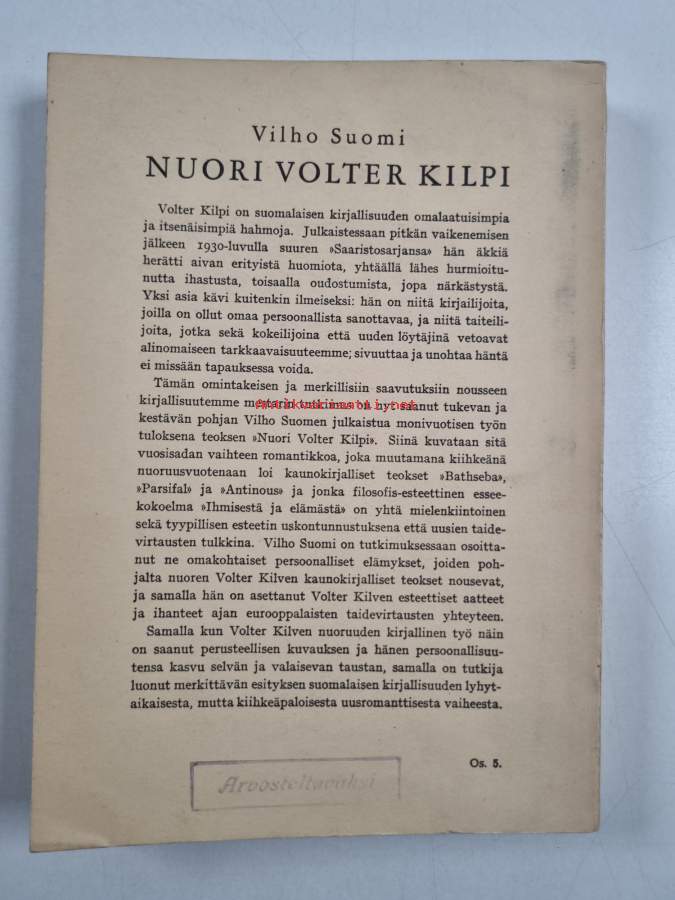 Vilho Suomi
NUORI VOLTER KILPI
Volter Kilpi on suomalaisen kirjallisuuden omalaatuisimpia
ja itsenäisimpiä hahmoja. Julkaistessaan pitkän vaikenemisen
jälkeen 1930-luvulla suuren »Saaristosarjansa» hän äkkiä
herätti aivan erityistä huomiota, yhtäällä lähes hurmioitu-
nutta ihastusta, toisaalla oudostumista, jopa närkästystä.
Yksi asia kävi kuitenkin ilmeiseksi: hän on niitä kirjailijoita,
joilla on ollut omaa persoonallista sanottavaa, ja niitä taiteili-
joita, jotka sekä kokeilijoina että uuden löytäjinä vetoavat
alinomaiseen tarkkaavaisuuteemme; sivuuttaa ja unohtaa häntä
ei missään tapauksessa voida.
Tämän omintakeisen ja merkillisiin saavutuksiin nousseen
kirjallisuutemme mestarin tutkimus on nyt saanut tukevan ja
antikvariaatti.net
kestävän pohjan Vilho Suomen julkaistua monivuotisen työn
tuloksena teoksen »Nuori Volter Kilpi». Siinä kuvataan sitä
vuosisadan vaihteen romantikkoa, joka muutamana kiihkeänä
nuoruusvuotenaan loi kaunokirjalliset teokset »Bathseba»,
»Parsifal» ja »Antinous» ja jonka filosofis-esteettinen essee-
kokoelma »Ihmisestä ja elämästä» on yhtä mielenkiintoinen
sekä tyypillisen esteetin uskontunnustuksena että uusien taide-
virtausten tulkkina. Vilho Suomi on tutkimuksessaan osoitta-
nut ne omakohtaiset persoonalliset elämykset, joiden poh-
jalta nuoren Volter Kilven kaunokirjalliset teokset nousevat,
ja samalla hän on asettanut Volter Kilven esteettiset aatteet
ja ihanteet ajan eurooppalaisten taidevirtausten yhteyteen.
Samalla kun Volter Kilven nuoruuden kirjallinen työ näin
on saanut perusteellisen kuvauksen ja hänen persoonallisuu-
tensa kasvu selvän ja valaisevan taustan, samalla on tutkija
luonut merkittävän esityksen suomalaisen kirjallisuuden lyhyt-
aikaisesta, mutta kiihkeäpaloisesta uusromanttisesta vaiheesta.
Os. 5.
Arvosteltavaksi